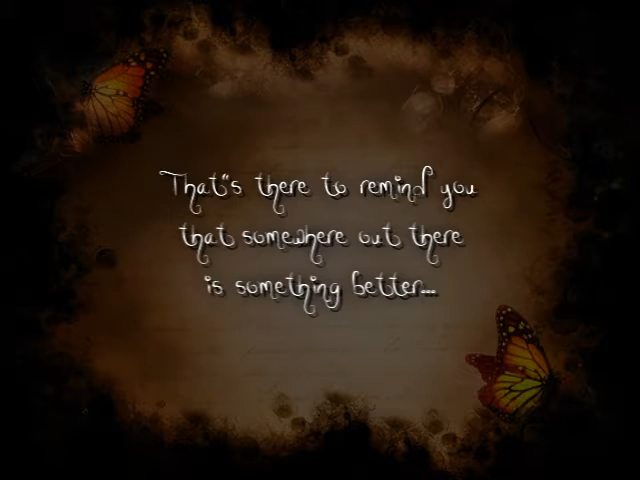 That"s there to remind you
that somewhere out there
is something better...